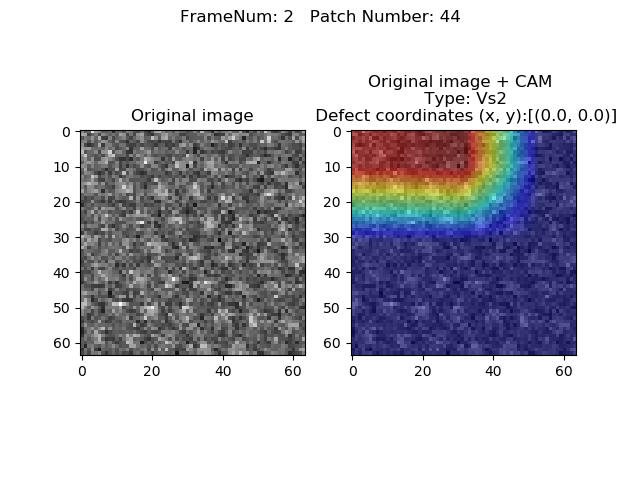 FrameNum: 2   Patch Number: 44
Original image
0
10
20
30
40
50
60
0 20 40 60
Original image + CAM
Type: Vs2
Defect coordinates (x, y):[(0.0, 0.0)]
0
10
20
30
40
50
60
0 20 40 60